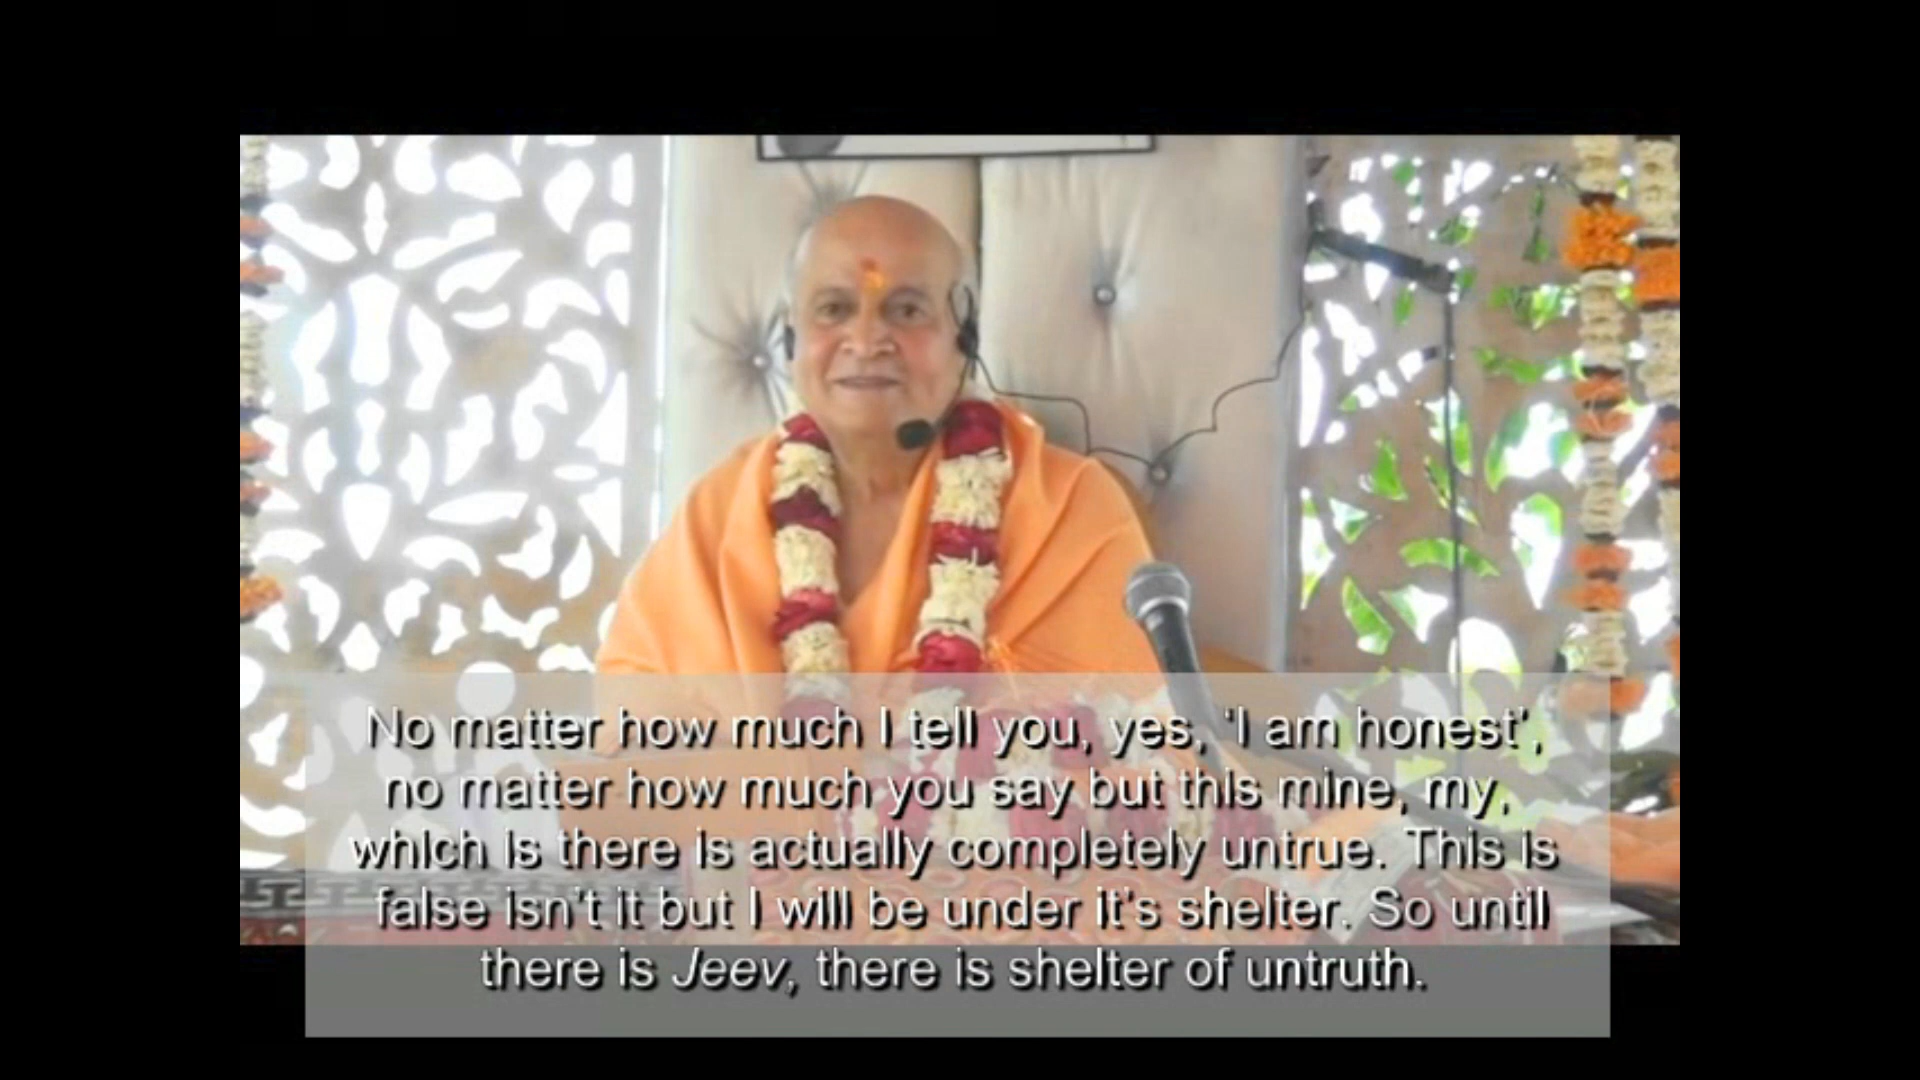 No matter how much I tell you, yes, ‘I am honest’,
no matter how much you say but this mine, my,
which is there is actually completely untrue. This is
false isn’t it but I will be under it’s shelter. So until
there is Jeev, there is shelter of untruth.